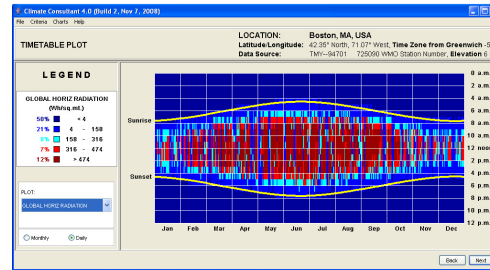 Climate Consultant 4.0 (Build 2, Nov 7, 2008)
File Criteria Charts Help
TIMETABLE PLOT
LOCATION: Boston, MA, USA
Latitude/Longitude: 42.35° North, 71.07° West, Time Zone from Greenwich -5
Data Source: TMY--94701 725090 WMO Station Number, Elevation 6
LEGEND
GLOBAL HORIZ RADIATION
(Wh/sq.mt.)
50% < 4
21% 4 - 158
158 - 316
7% 316 - 474
12% > 474
PLOT:
GLOBAL HORIZ RADIATION
Monthly Daily
Sunrise
Sunset
0 a.m.
2 a.m.
4 a.m.
6 a.m.
8 a.m.
10 a.m.
12 noon
2 p.m.
4 p.m.
6 p.m.
8 p.m.
10 p.m.
12 p.m.
Jan Feb Mar Apr May Jun Jul Aug Sep Oct Nov Dec
Back Next